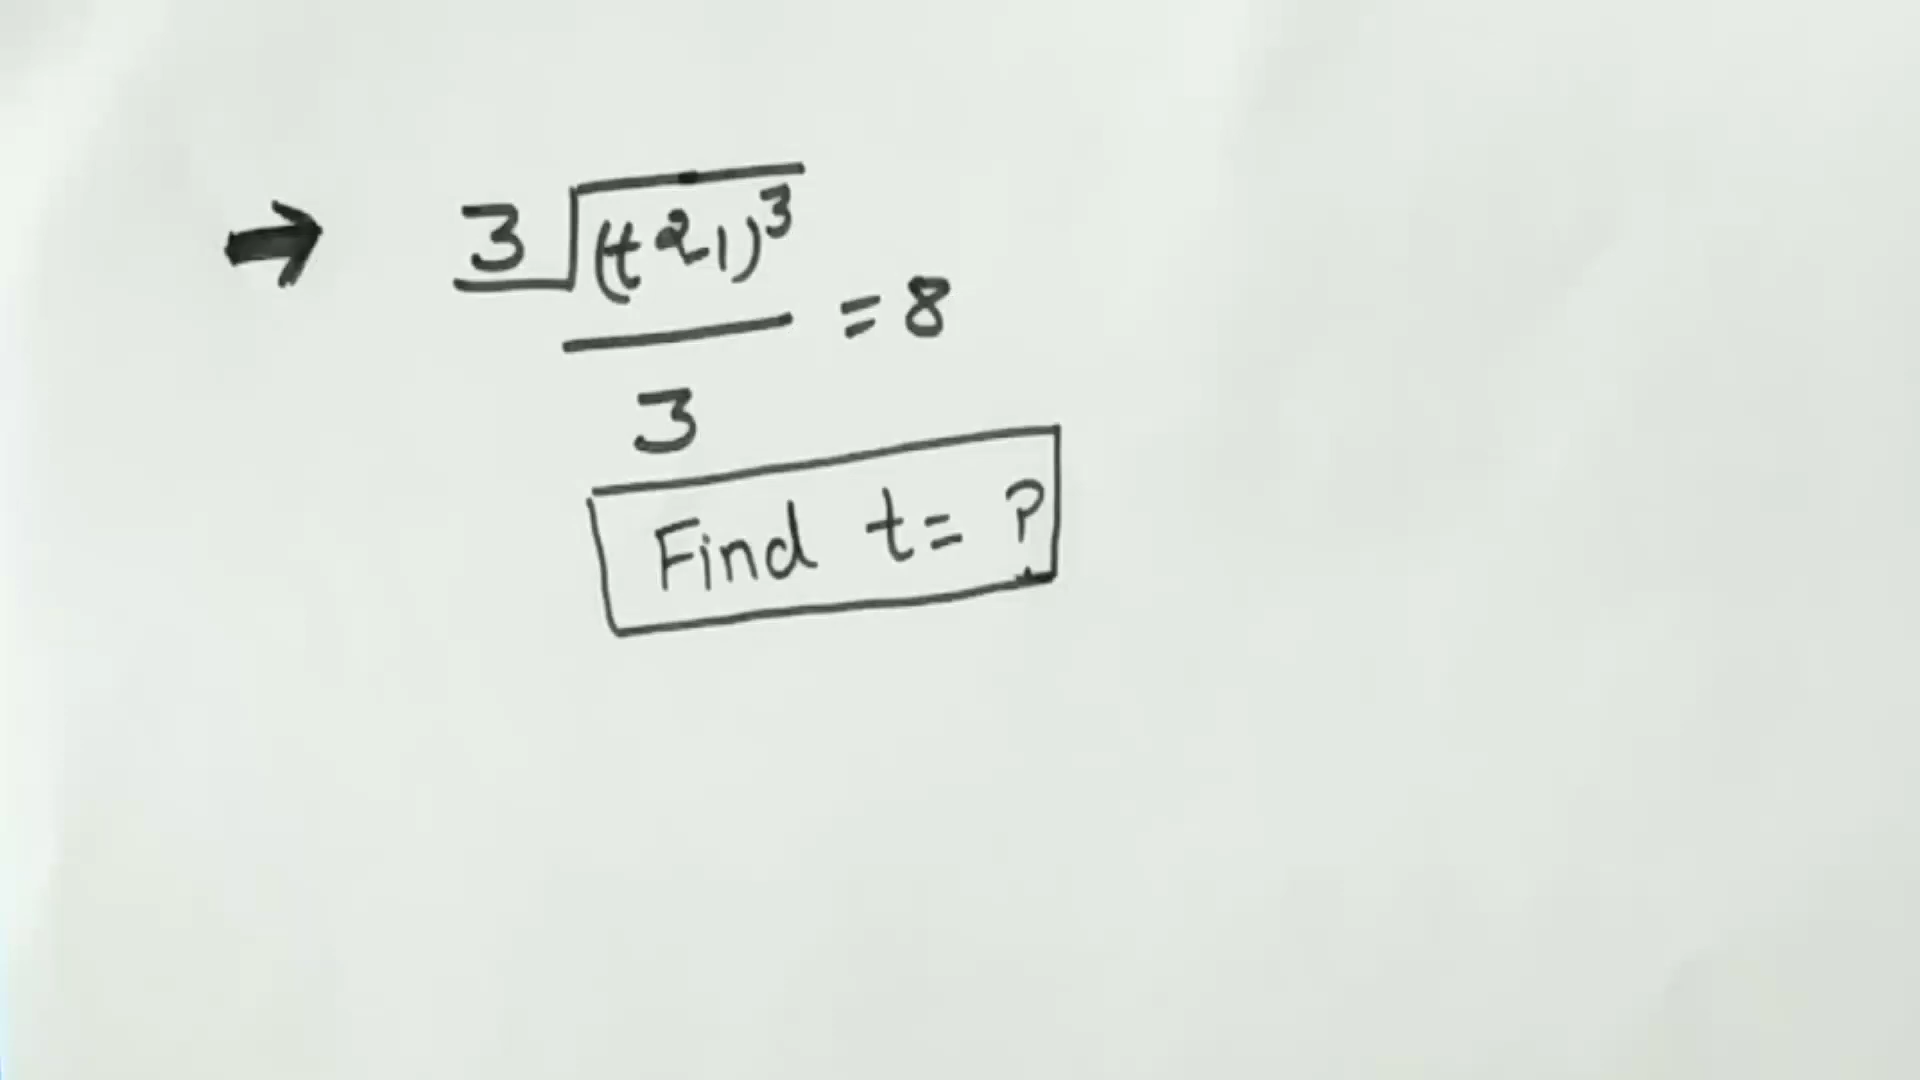 → 3√(t²-1)³
= 8
3
Find t = ?